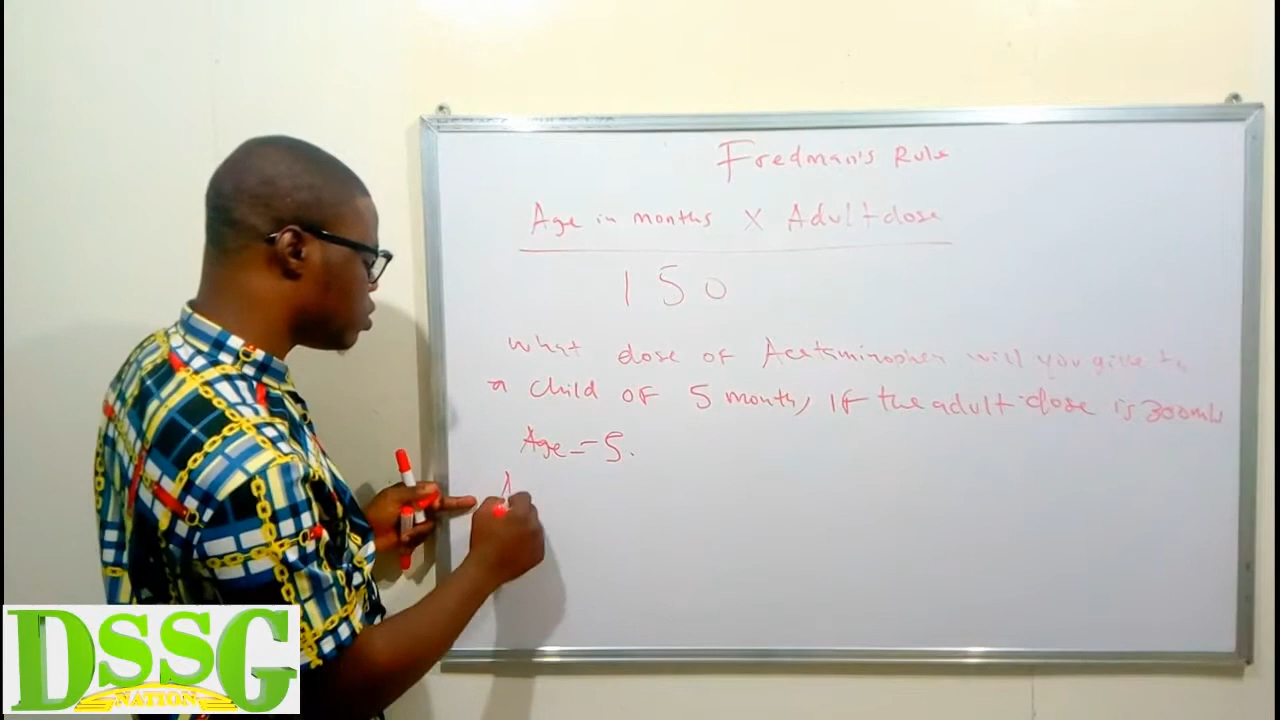 Fredman's Rule
Age in months X Adult dose
150
What dose of Acetaminophen will you give to
a child of 5 month, if the adult dose is 300mls
Age = 5.
A
DSSG
NATION